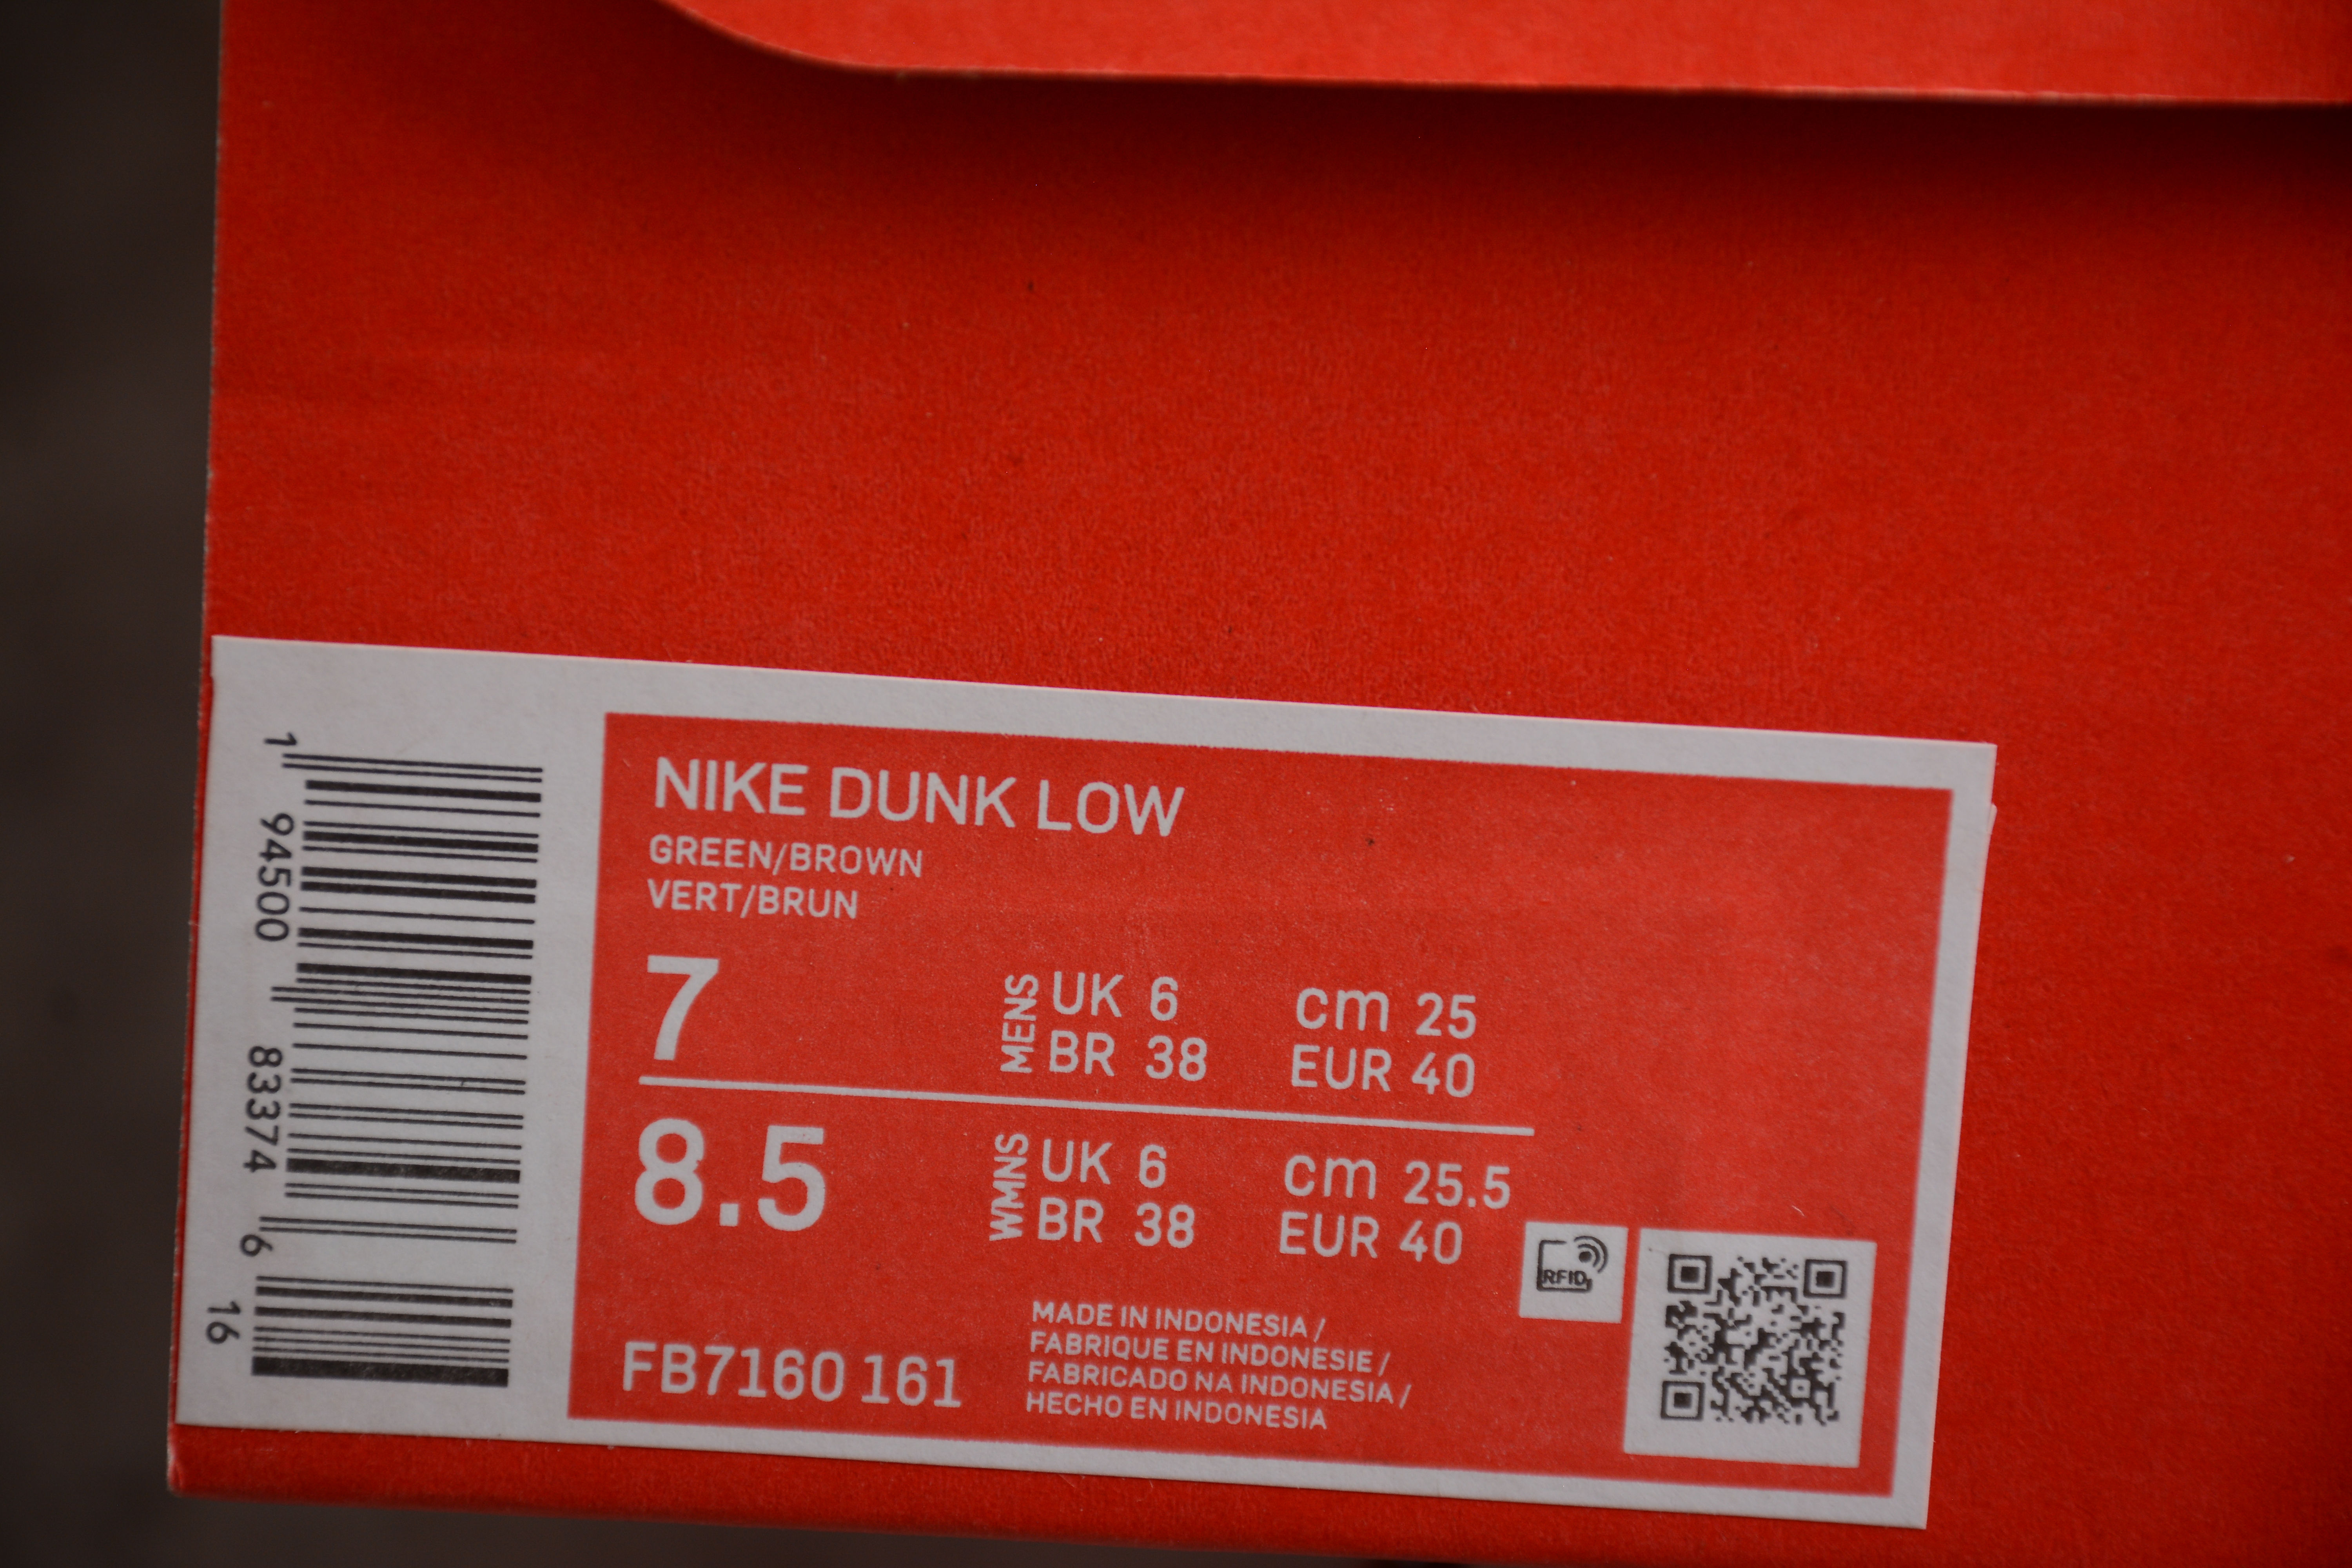 1 94500 83374 6 16
NIKE DUNK LOW
GREEN/BROWN
VERT/BRUN
7
MENS
UK 6 cm 25
BR 38 EUR 40
8.5
WMNS
UK 6 cm 25.5
BR 38 EUR 40
RFID
FB7160 161
MADE IN INDONESIA /
FABRIQUE EN INDONESIE /
FABRICADO NA INDONESIA /
HECHO EN INDONESIA